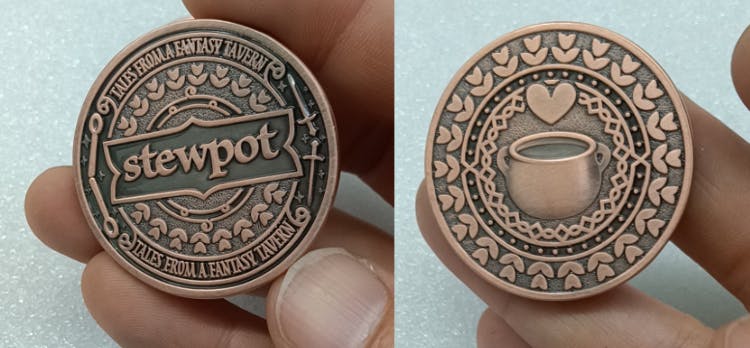 TALES FROM A FANTASY TAVERN
stewpot
TALES FROM A FANTASY TAVERN